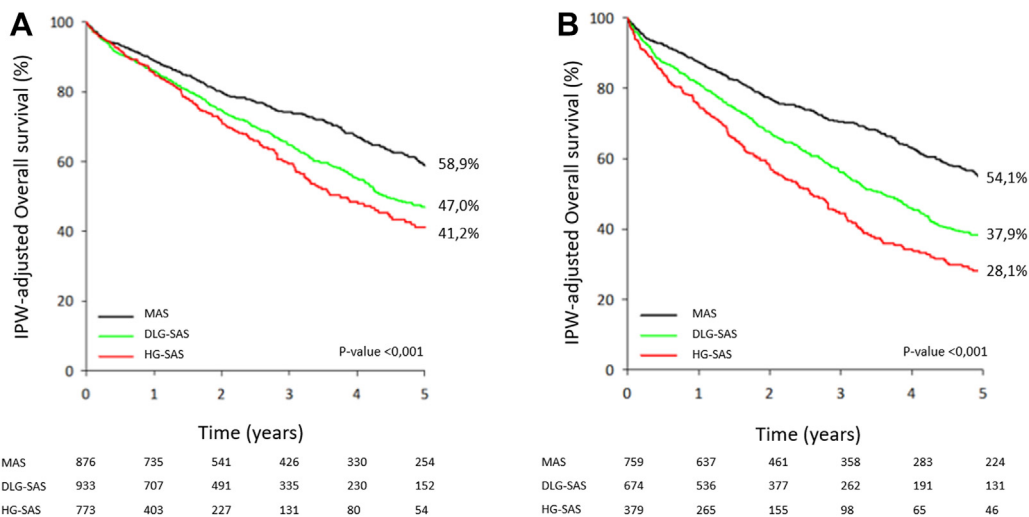 A
IPW-adjusted Overall survival (%)
100
80
60
40
20
0
58,9%
47,0%
41,2%
MAS
DLG-SAS
HG-SAS
P-value <0,001
0 1 2 3 4 5
Time (years)
MAS 876 735 541 426 330 254
DLG-SAS 933 707 491 335 230 152
HG-SAS 773 403 227 131 80 54
B
IPW-adjusted Overall survival (%)
100
80
60
40
20
0
54,1%
37,9%
28,1%
MAS
DLG-SAS
HG-SAS
P-value <0,001
0 1 2 3 4 5
Time (years)
MAS 759 637 461 358 283 224
DLG-SAS 674 536 377 262 191 131
HG-SAS 379 265 155 98 65 46